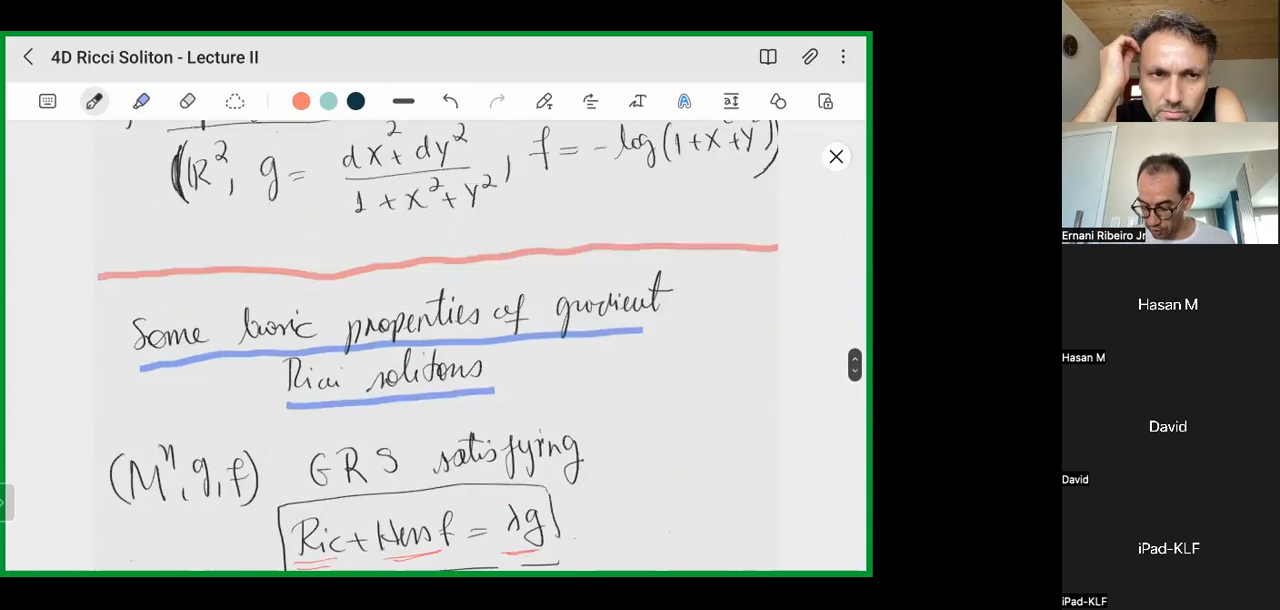 4D Ricci Soliton - Lecture II
(ℝ², g = dx² + dy² / 1 + x² + y², f = - log(1 + x² + y²))
Some basic properties of gradient
Ricci solitons
(Mⁿ, g, f) GRS satisfying
Ric + Hess f = λg
Ernani Ribeiro Jr
Hasan M
Hasan M
David
David
iPad-KLF
iPad-KLF